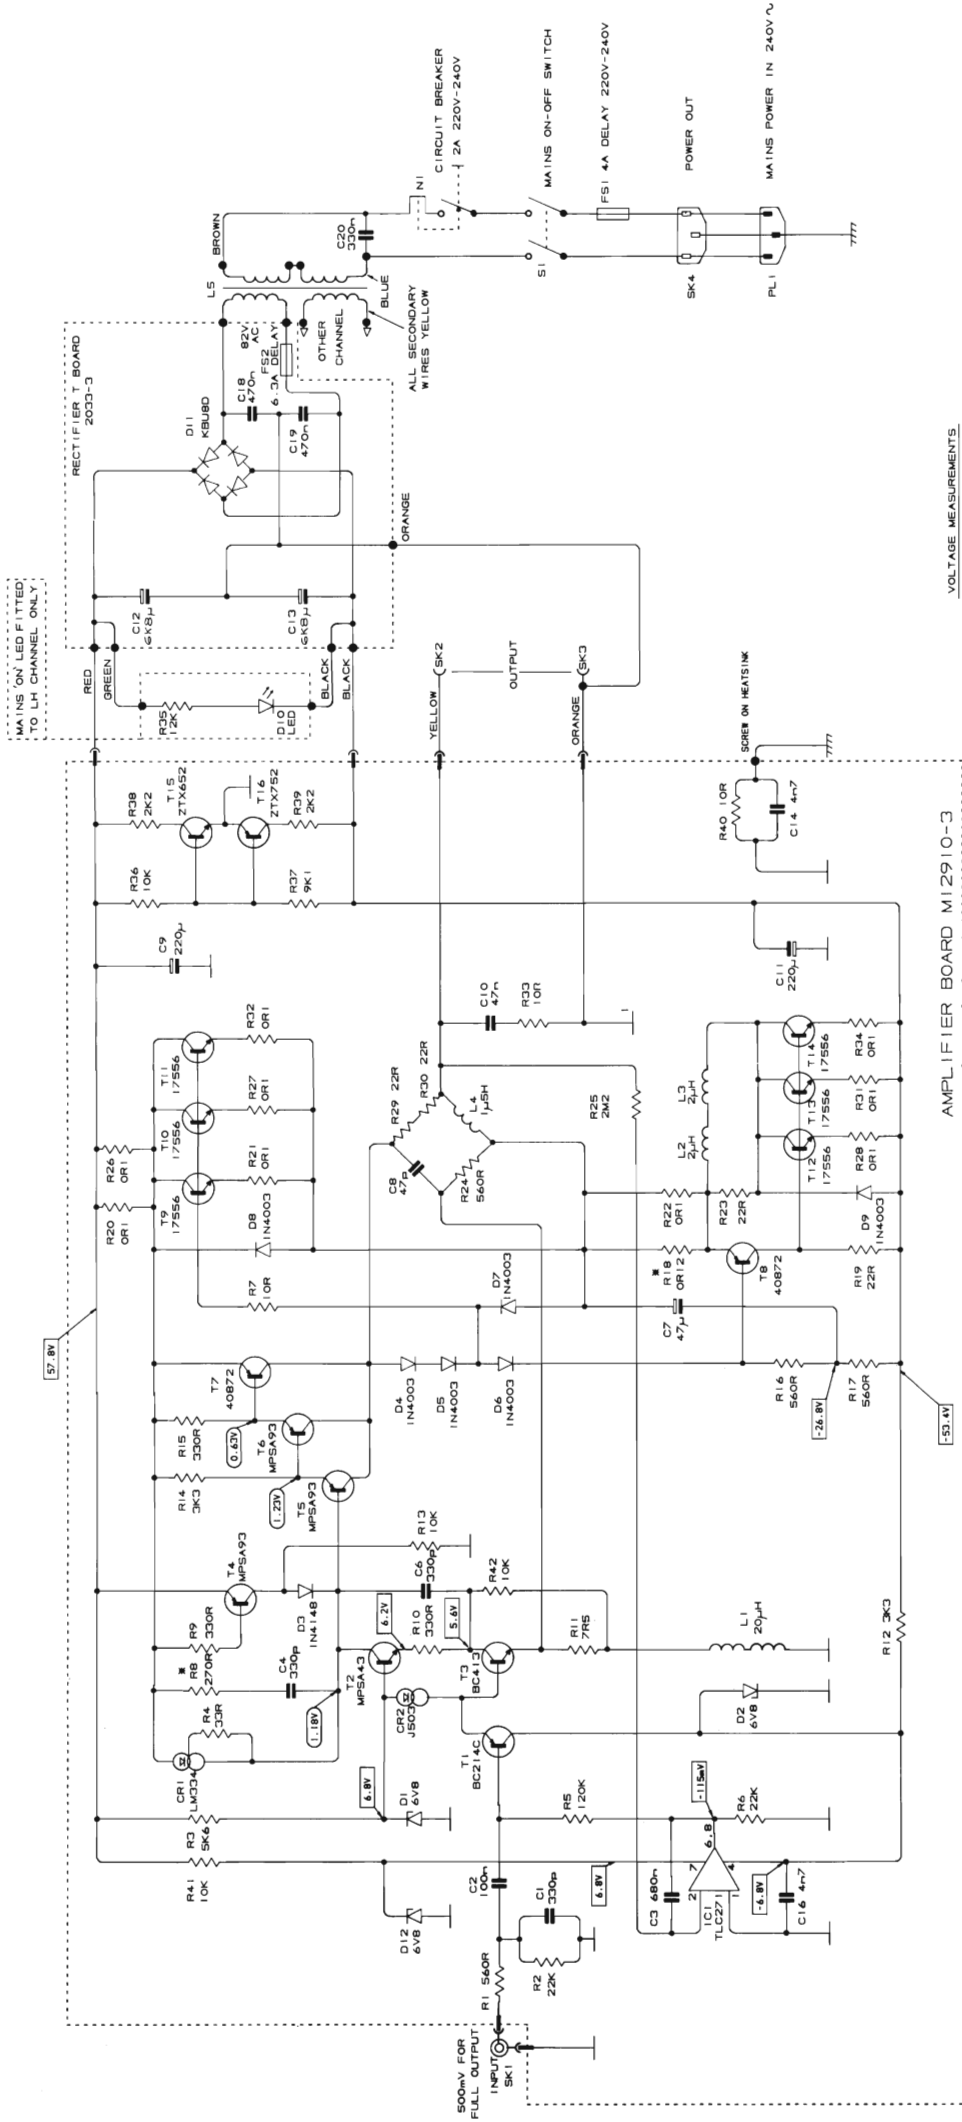 MAINS 'ON' LED FITTED
TO LH CHANNEL ONLY
RECTIFIER T BOARD
2033-3
D11
KBU8D
C12
6K8µ
C13
6K8µ
C18
470n
C19
470n
82V
AC
FS2
6.3A DELAY
L5
BROWN
BLUE
OTHER
CHANNEL
ALL SECONDARY
WIRES YELLOW
C20
330n
N1
CIRCUIT BREAKER
2A 220V-240V
S1
MAINS ON-OFF SWITCH
FS1 4A DELAY 220V-240V
SK4
POWER OUT
PL1
MAINS POWER IN 240V~
RED
GREEN
BLACK
BLACK
R35
12K
D10
LED
ORANGE
YELLOW
SK2
OUTPUT
ORANGE
SK3
57.8V
R38
2K2
T15
ZTX652
T16
ZTX752
R39
2K2
R36
10K
R37
9K1
C9
220µ
R26
0R1
R20
0R1
T11
17556
R32
0R1
T10
17556
R27
0R1
T9
17556
R21
0R1
D8
1N4003
R7
10R
C10
47n
R33
10R
R29 22R
R30 22R
C8
47p
L4
1µ5H
R24
560R
R25
2M2
SCREW ON HEATSINK
R40 10R
C14 4n7
C11
220µ
L3
2µH
L2
2µH
T14
17556
R34
0R1
T13
17556
R31
0R1
T12
17556
R28
0R1
R22
0R1
R23
22R
D9
1N4003
*
R18
0R12
T8
40872
R19
22R
D7
1N4003
C7
47µ
D4
1N4003
D5
1N4003
D6
1N4003
R16
560R
-26.8V
R17
560R
-53.4V
T7
40872
R15
330R
0.63V
T6
MPSA93
R14
3K3
1.23V
T5
MPSA93
T4
MPSA93
R9
330R
*
R8
270R
D3
1N4148
R13
10K
C6
330p
R42
10K
C4
330p
R4
33R
CR1
LM334
1.18V
T2
MPSA43
6.2V
R10
330R
5.6V
T3
BC413
CR2
J503
R11
7R5
L1
20µH
R12 3K3
T1
BC214C
D2
6V8
R3
5K6
6.8V
D1
6V8
R41
10K
D12
6V8
R5
120K
R6
22K
-115mV
6.8V
-6.8V
C2
100n
C1
330p
R2
22K
R1 560R
C3 680n
IC1
TLC271
2
7
6.8
4
1
C16 4n7
500mV FOR
FULL OUTPUT
INPUT
SK1
VOLTAGE MEASUREMENTS
AMPLIFIER BOARD M12910-3